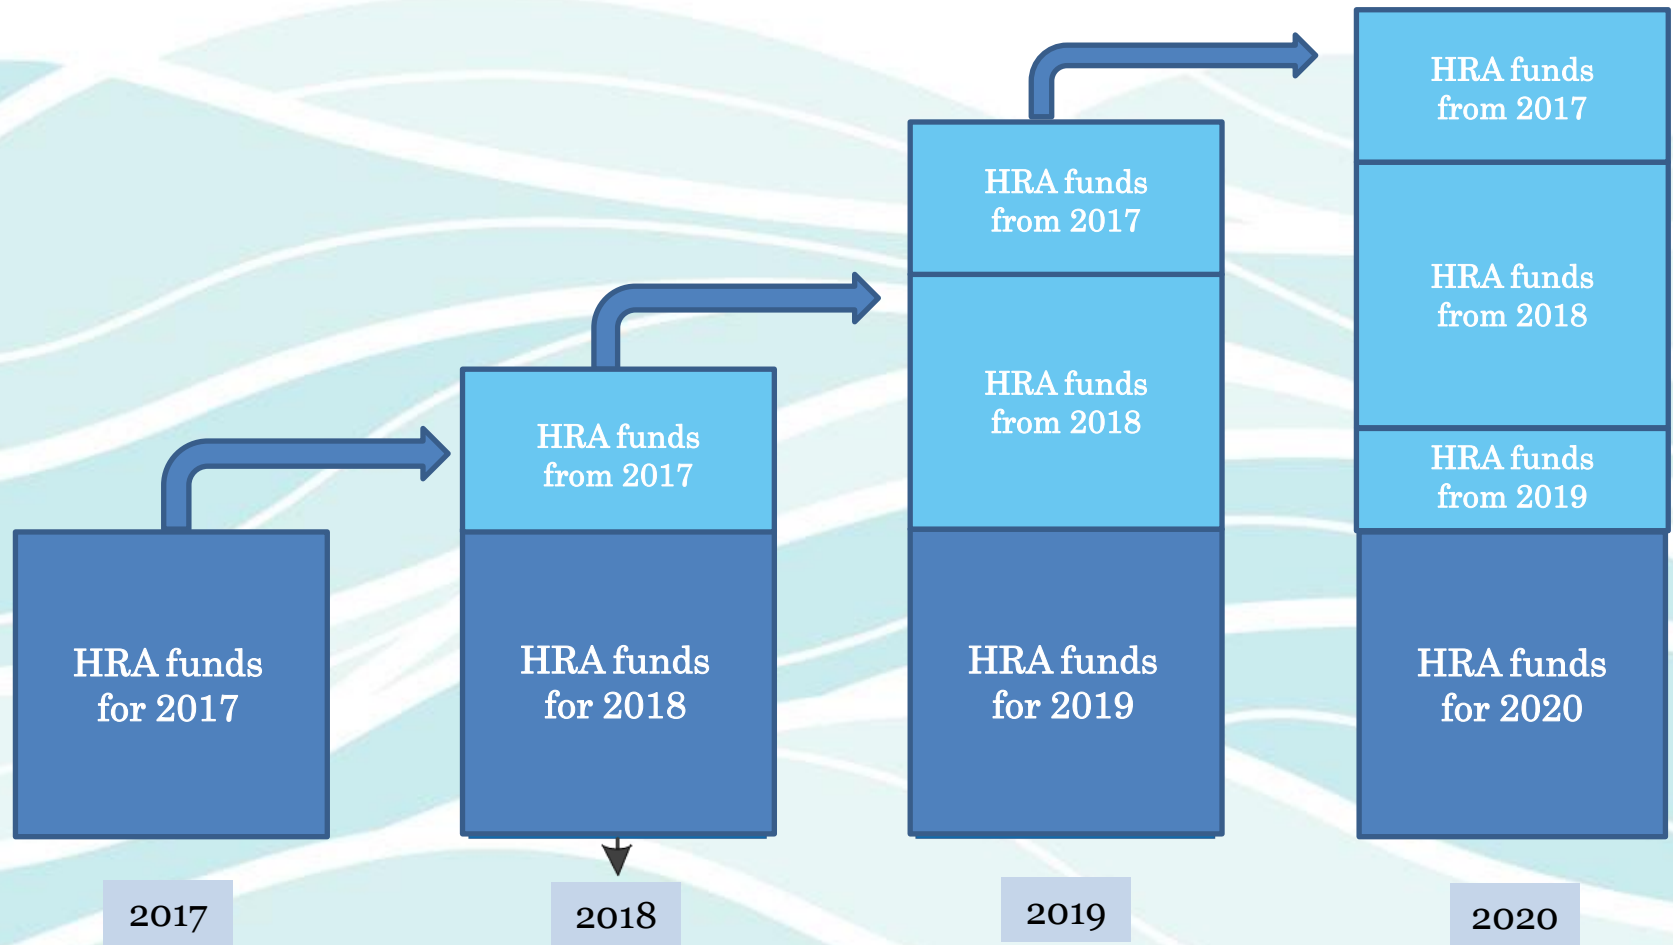 HRA funds
for 2017
2017
HRA funds
from 2017
HRA funds
for 2018
2018
HRA funds
from 2017
HRA funds
from 2018
HRA funds
for 2019
2019
HRA funds
from 2017
HRA funds
from 2018
HRA funds
from 2019
HRA funds
for 2020
2020